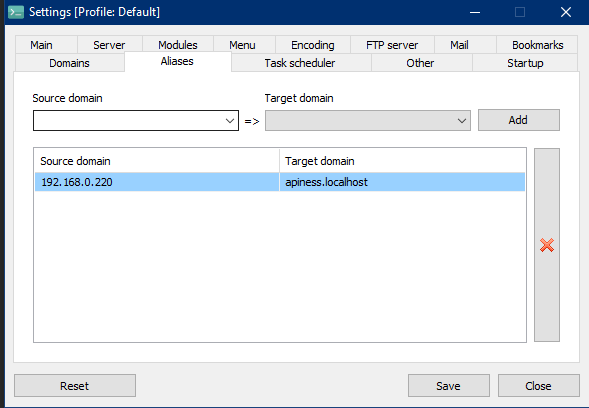 Settings [Profile: Default]
Main Server Modules Menu Encoding FTP server Mail Bookmarks
Domains Aliases Task scheduler Other Startup
Source domain Target domain
=> Add
Source domain Target domain
192.168.0.220 apiness.localhost
Reset Save Close